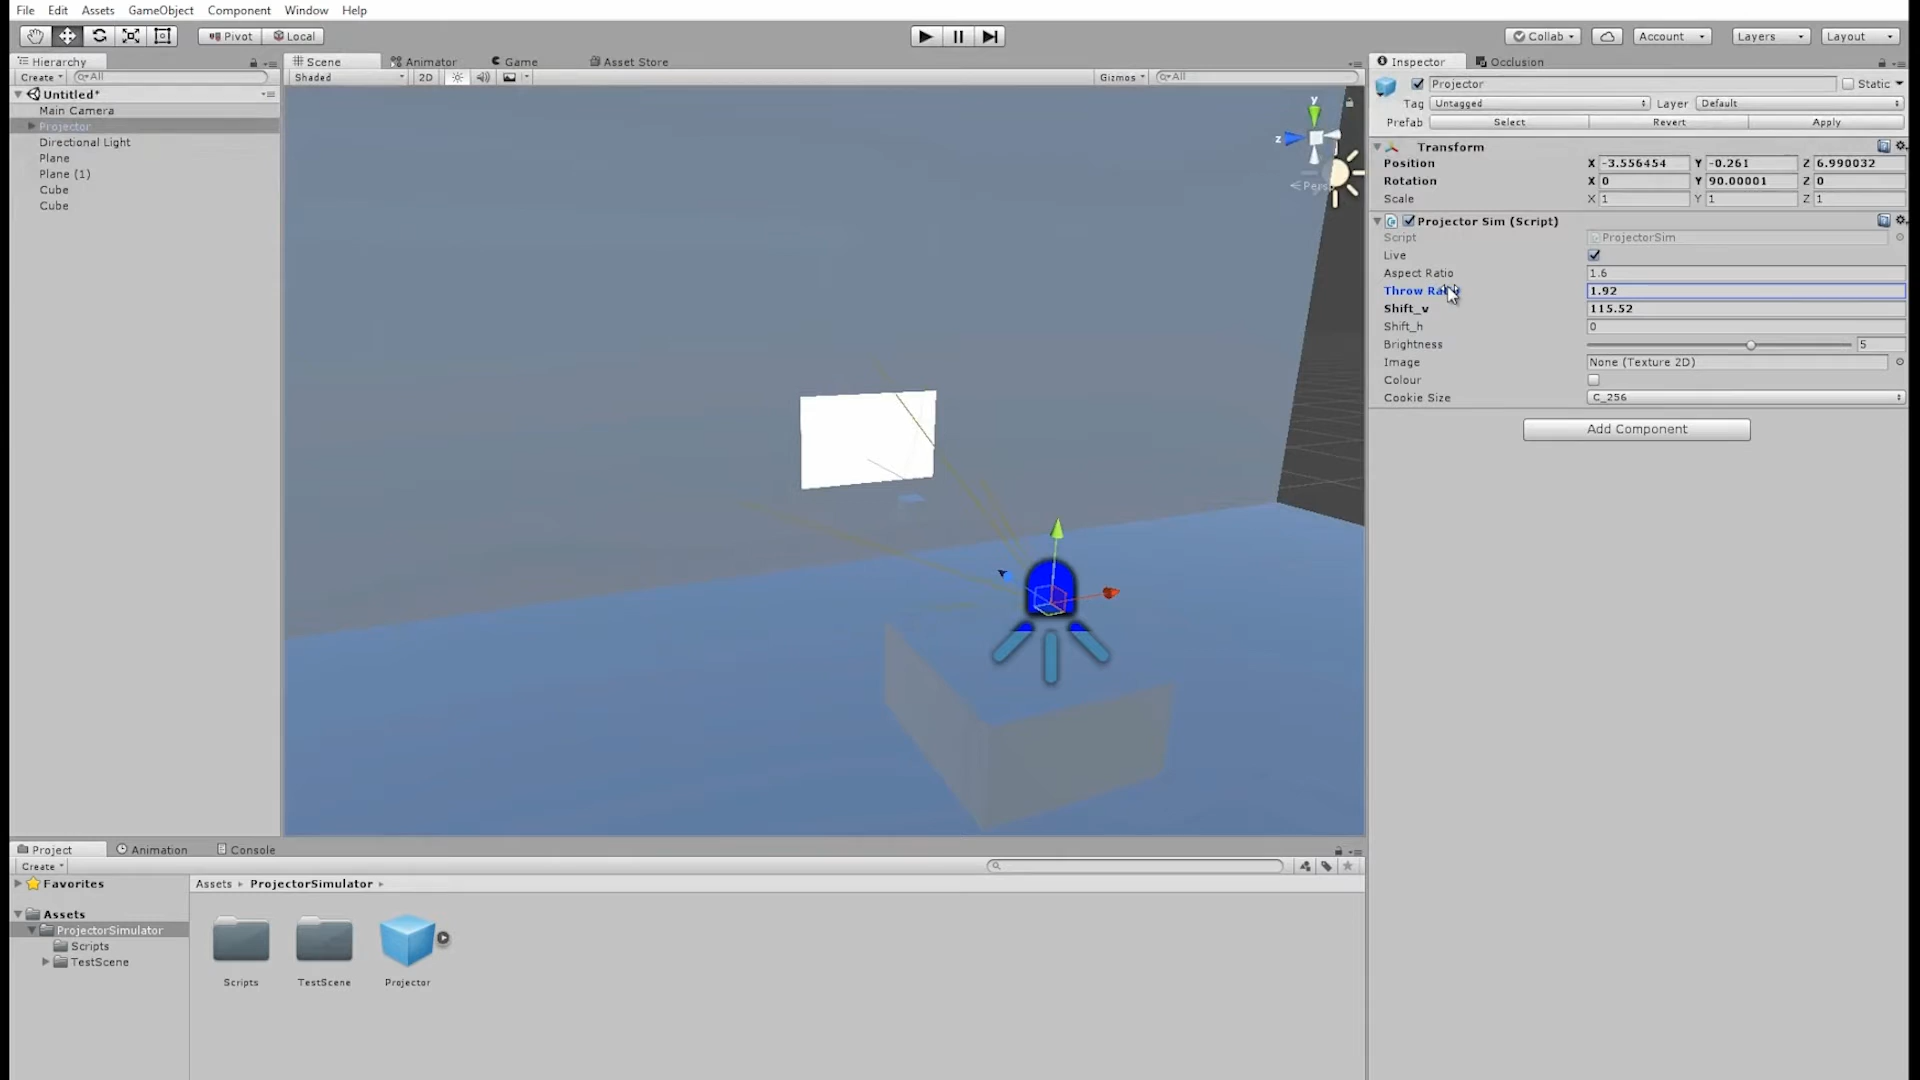 File Edit Assets GameObject Component Window Help
Pivot Local
Collab Account Layers Layout
Hierarchy
Create All
Untitled*
Main Camera
Projector
Directional Light
Plane
Plane (1)
Cube
Cube
Scene Animator Game Asset Store
Shaded 2D Gizmos All
y
z
Inspector Occlusion
Projector Static
Tag Untagged Layer Default
Prefab Select Revert Apply
Transform
Position X -3.556454 Y -0.261 Z 6.990032
Rotation X 0 Y 90.00001 Z 0
Scale X 1 Y 1 Z 1
Projector Sim (Script)
Script ProjectorSim
Live
Aspect Ratio 1.6
Throw 1.92
Shift_v 115.52
Shift_h 0
Brightness 5
Image None (Texture 2D)
Colour
Cookie Size C_256
Add Component
Project Animation Console
Create
Favorites
Assets
ProjectorSimulator
Scripts
TestScene
Assets ProjectorSimulator
Scripts TestScene Projector